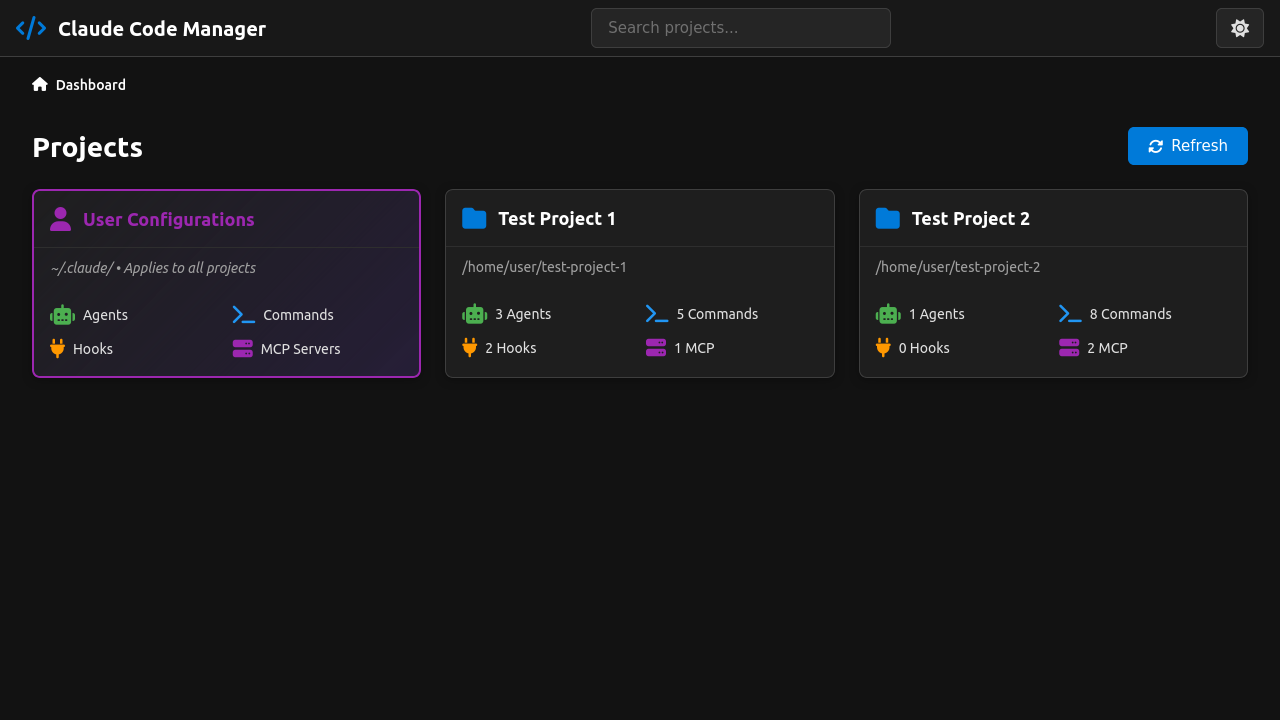 Claude Code Manager
Search projects...
Dashboard
Projects
Refresh
User Configurations
~/.claude/ • Applies to all projects
Agents
Commands
Hooks
MCP Servers
Test Project 1
/home/user/test-project-1
3 Agents
5 Commands
2 Hooks
1 MCP
Test Project 2
/home/user/test-project-2
1 Agents
8 Commands
0 Hooks
2 MCP